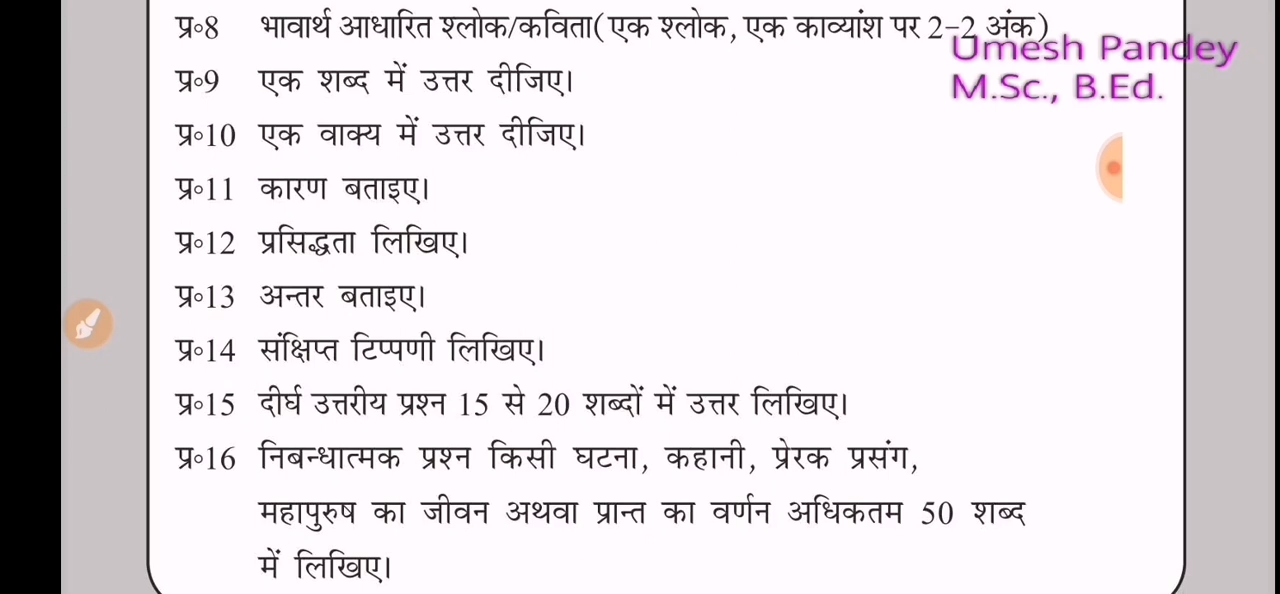 प्र॰8 भावार्थ आधारित श्लोक/कविता(एक श्लोक, एक काव्यांश पर 2-2 अंक)
Umesh Pandey
M.Sc., B.Ed.
प्र॰9 एक शब्द में उत्तर दीजिए।
प्र॰10 एक वाक्य में उत्तर दीजिए।
प्र॰11 कारण बताइए।
प्र॰12 प्रसिद्धता लिखिए।
प्र॰13 अन्तर बताइए।
प्र॰14 संक्षिप्त टिप्पणी लिखिए।
प्र॰15 दीर्घ उत्तरीय प्रश्न 15 से 20 शब्दों में उत्तर लिखिए।
प्र॰16 निबन्धात्मक प्रश्न किसी घटना, कहानी, प्रेरक प्रसंग,
महापुरुष का जीवन अथवा प्रान्त का वर्णन अधिकतम 50 शब्द
में लिखिए।